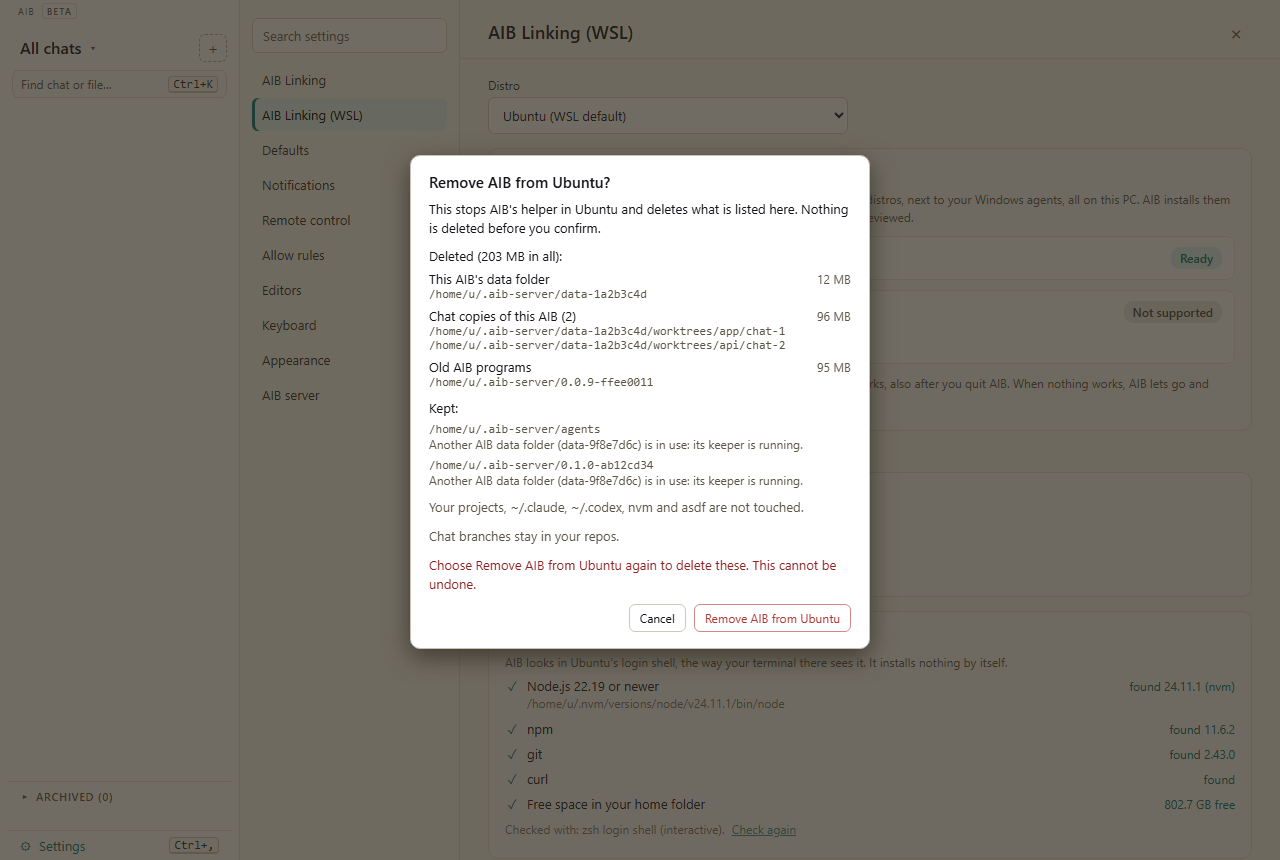 AIB BETA
All chats
+
Find chat or file... Ctrl+K
ARCHIVED (0)
Settings Ctrl+,
Search settings
AIB Linking
AIB Linking (WSL)
Defaults
Notifications
Remote control
Allow rules
Editors
Keyboard
Appearance
AIB server
AIB Linking (WSL)
Distro
Ubuntu (WSL default)
distros, next to your Windows agents, all on this PC. AIB installs them
Ready
Not supported
also after you quit AIB. When nothing works, AIB lets go and
Remove AIB from Ubuntu?
This stops AIB's helper in Ubuntu and deletes what is listed here. Nothing
is deleted before you confirm.
Deleted (203 MB in all):
This AIB's data folder 12 MB
/home/u/.aib-server/data-1a2b3c4d
Chat copies of this AIB (2) 96 MB
/home/u/.aib-server/data-1a2b3c4d/worktrees/app/chat-1
/home/u/.aib-server/data-1a2b3c4d/worktrees/api/chat-2
Old AIB programs 95 MB
/home/u/.aib-server/0.0.9-ffee0011
Kept:
/home/u/.aib-server/agents
Another AIB data folder (data-9f8e7d6c) is in use: its keeper is running.
/home/u/.aib-server/0.1.0-ab12cd34
Another AIB data folder (data-9f8e7d6c) is in use: its keeper is running.
Your projects, ~/.claude, ~/.codex, nvm and asdf are not touched.
Chat branches stay in your repos.
Choose Remove AIB from Ubuntu again to delete these. This cannot be
undone.
Cancel Remove AIB from Ubuntu
AIB looks in Ubuntu's login shell, the way your terminal there sees it. It installs nothing by itself.
✓ Node.js 22.19 or newer found 24.11.1 (nvm)
/home/u/.nvm/versions/node/v24.11.1/bin/node
✓ npm found 11.6.2
✓ git found 2.43.0
✓ curl found
✓ Free space in your home folder 802.7 GB free
Checked with: zsh login shell (interactive). Check again